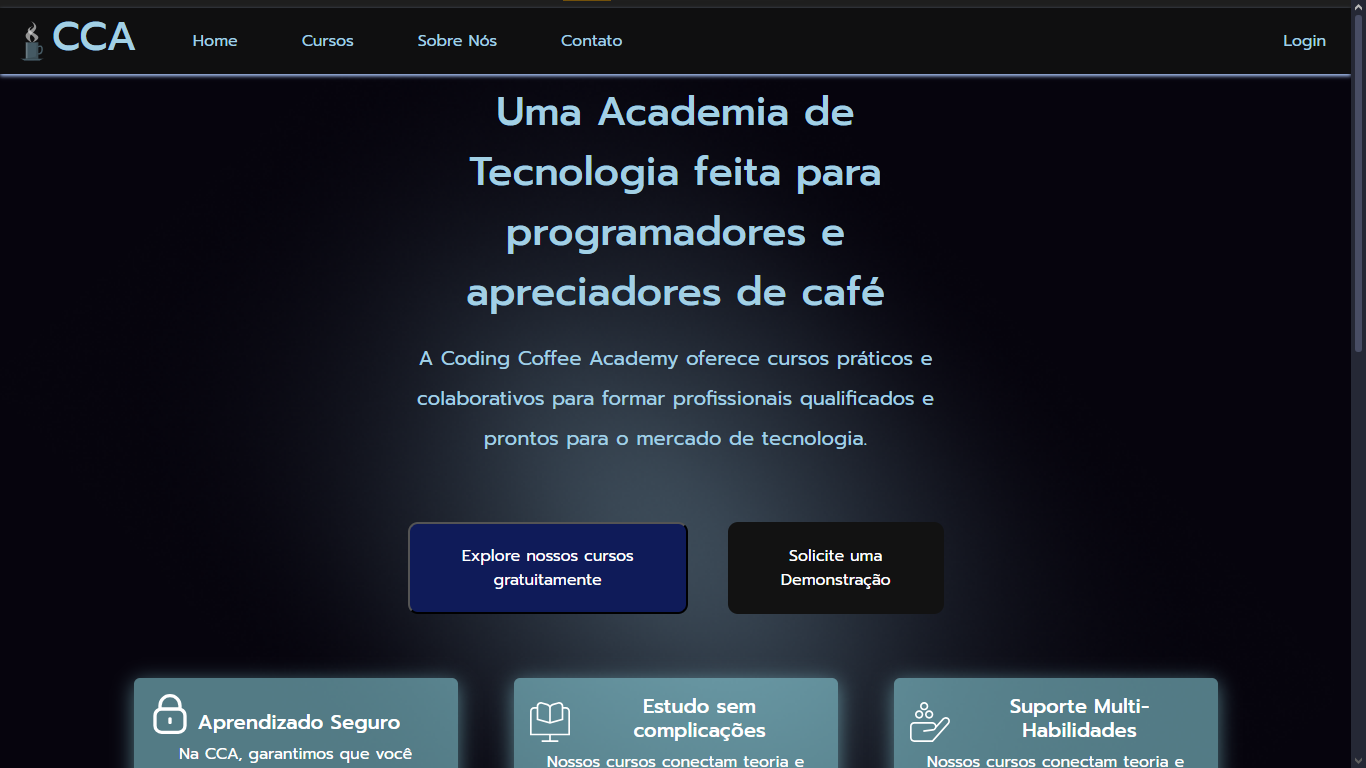 CCA
Home
Cursos
Sobre Nós
Contato
Login
Uma Academia de
Tecnologia feita para
programadores e
apreciadores de café
A Coding Coffee Academy oferece cursos práticos e
colaborativos para formar profissionais qualificados e
prontos para o mercado de tecnologia.
Explore nossos cursos
gratuitamente
Solicite uma
Demonstração
Aprendizado Seguro
Na CCA, garantimos que você
Estudo sem
complicações
Nossos cursos conectam teoria e
Suporte Multi-
Habilidades
Nossos cursos conectam teoria e